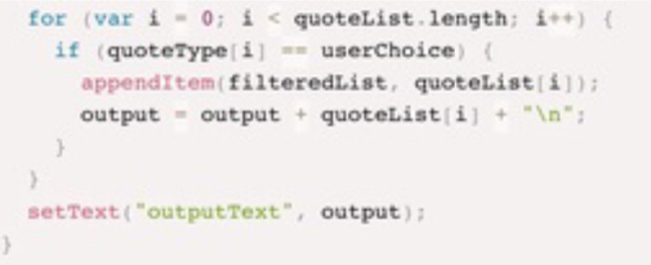 for (var i = 0; i < quoteList.length; i++) {
if (quoteType[i] == userChoice) {
appendItem(filteredList, quoteList[i]);
output = output + quoteList[i] + "\n";
}
}
setText("outputText", output);
}